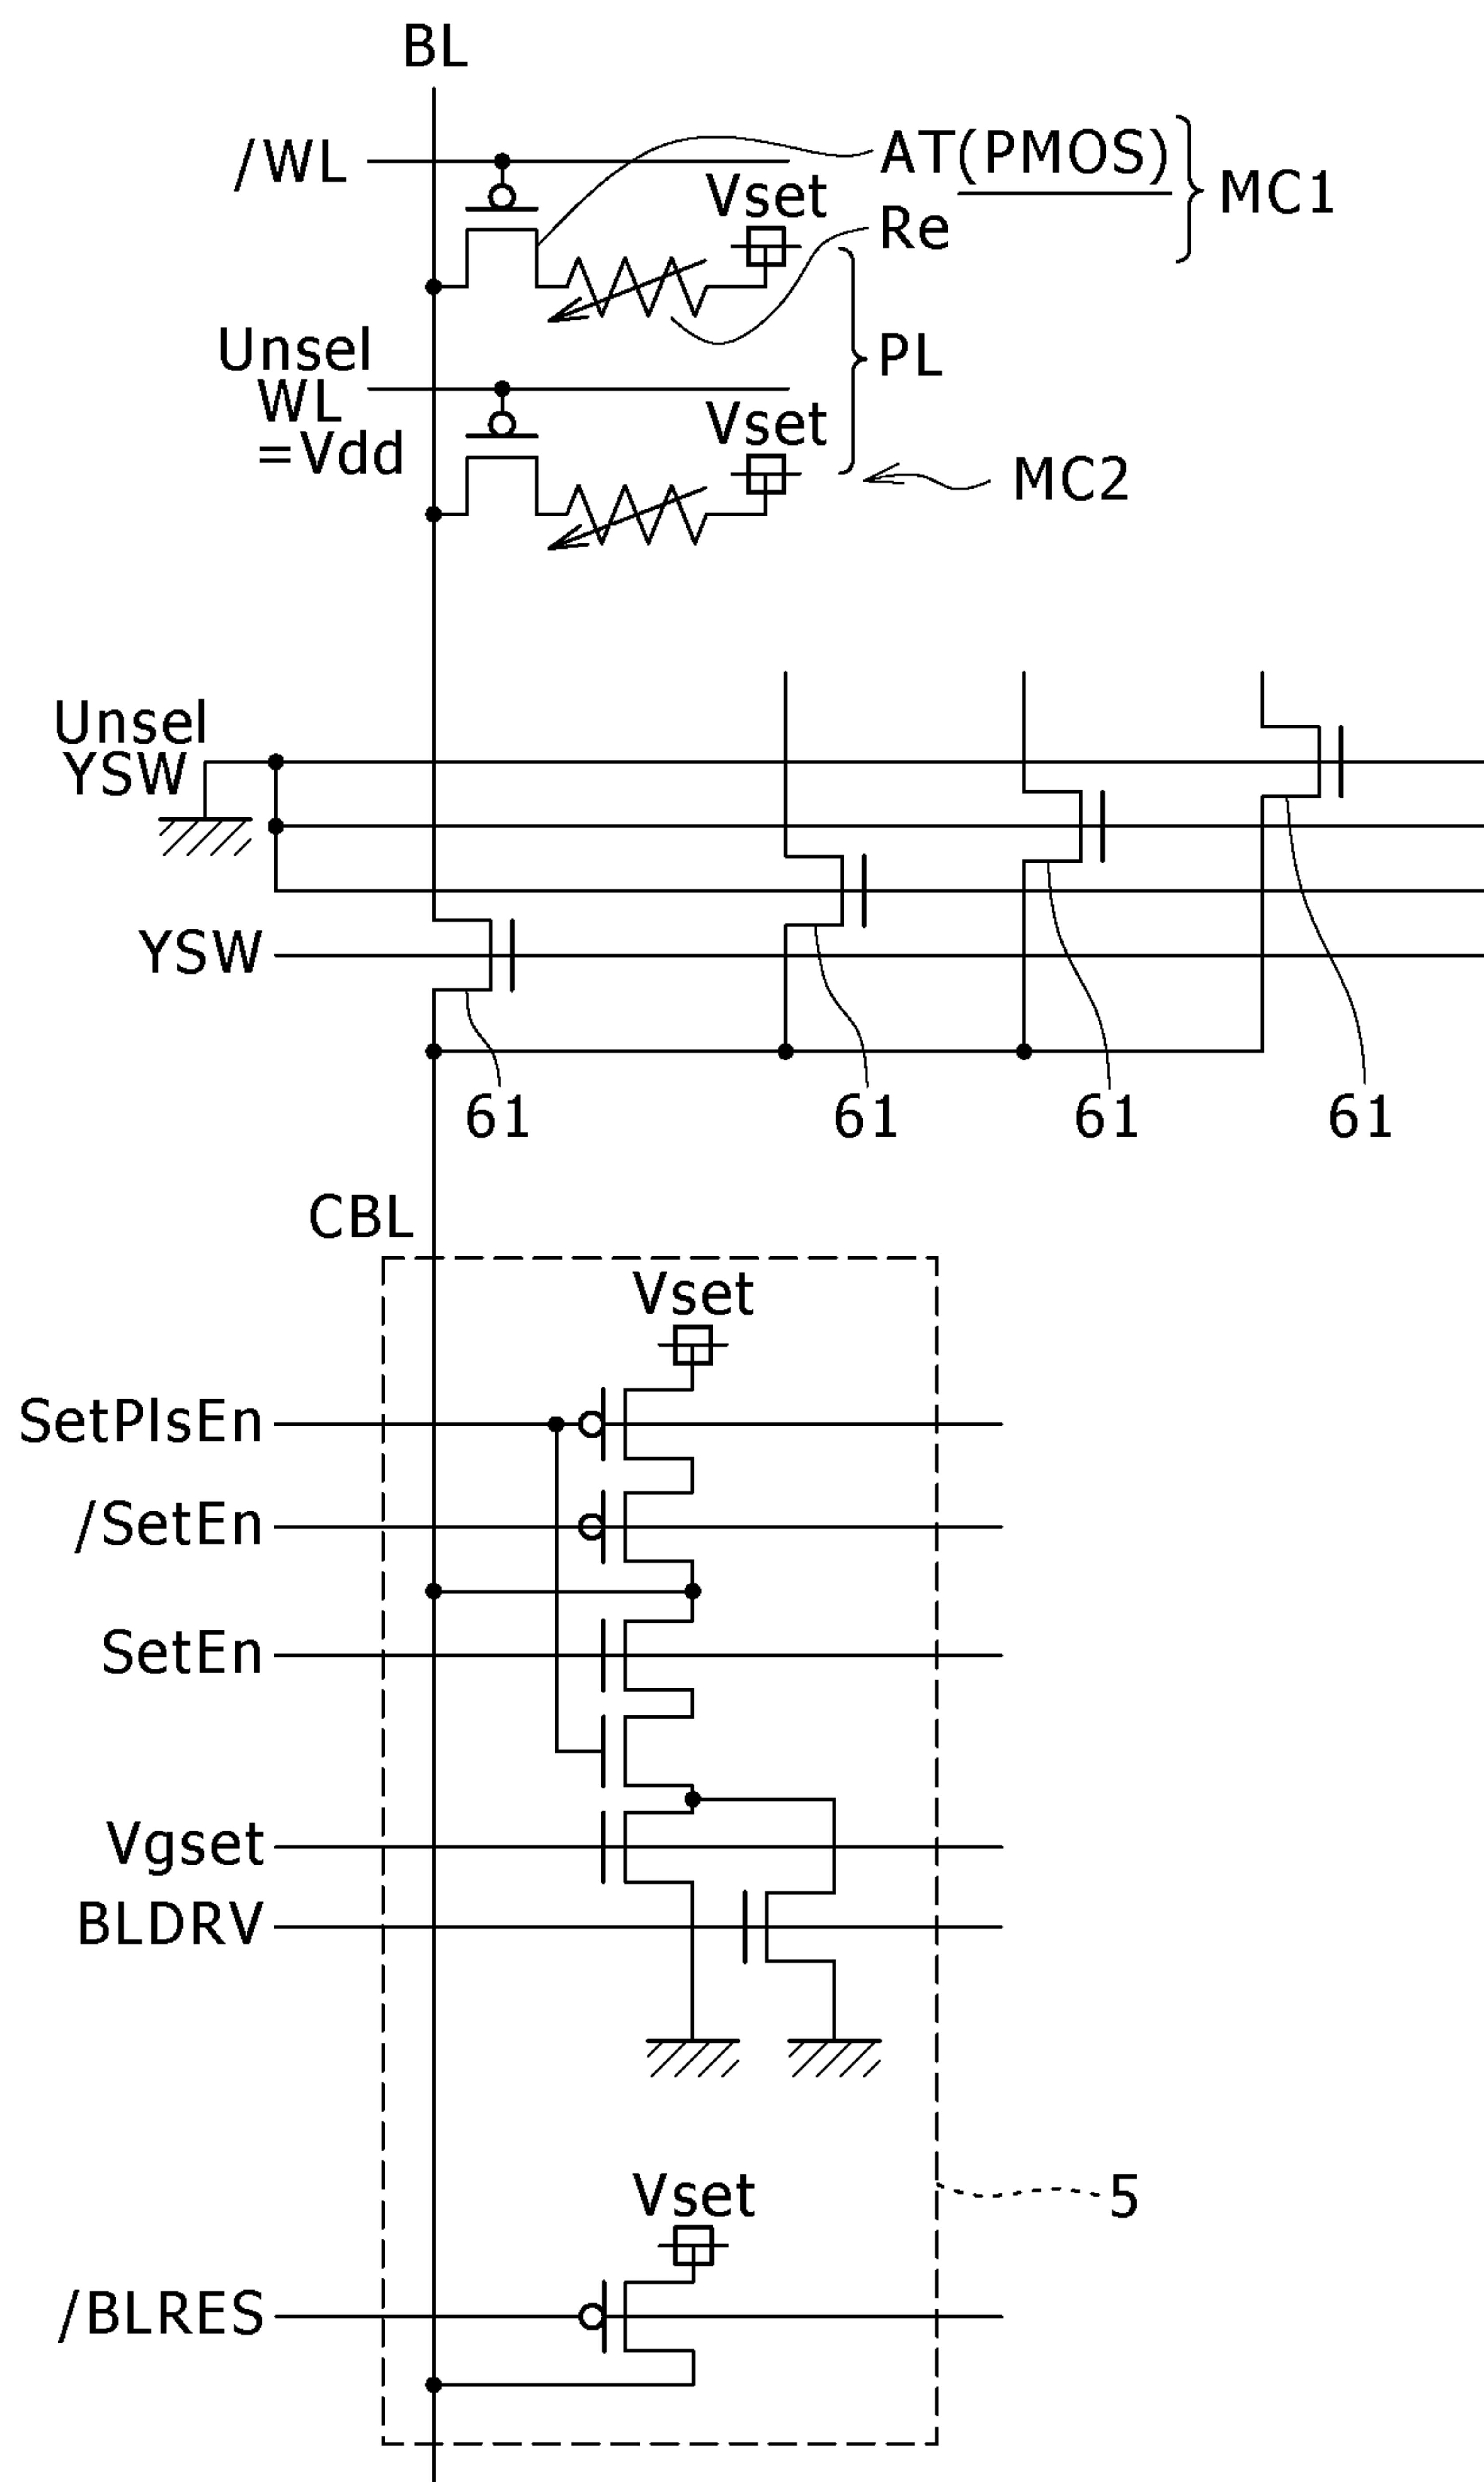 BL
/WL
AT(PMOS)
MC1
Vset
Re
Unsel
WL
=Vdd
PL
Vset
MC2
Unsel
YSW
YSW
61
61
61
61
CBL
Vset
SetPlsEn
/SetEn
SetEn
Vgset
BLDRV
Vset
5
/BLRES